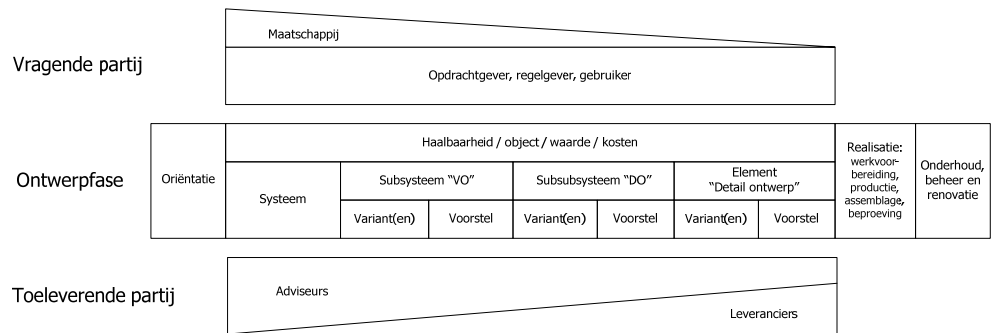 Maatschappij
Vragende partij
Opdrachtgever, regelgever, gebruiker
Haalbaarheid / object / waarde / kosten
Ontwerpfase
Oriëntatie
Systeem
Subsysteem “VO”
Subsubsysteem “DO”
Element
“Detail ontwerp”
Variant(en)
Voorstel
Variant(en)
Voorstel
Variant(en)
Voorstel
Realisatie:
werkvoor-
bereiding,
productie,
assemblage,
beproeving
Onderhoud,
beheer en
renovatie
Toeleverende partij
Adviseurs
Leveranciers